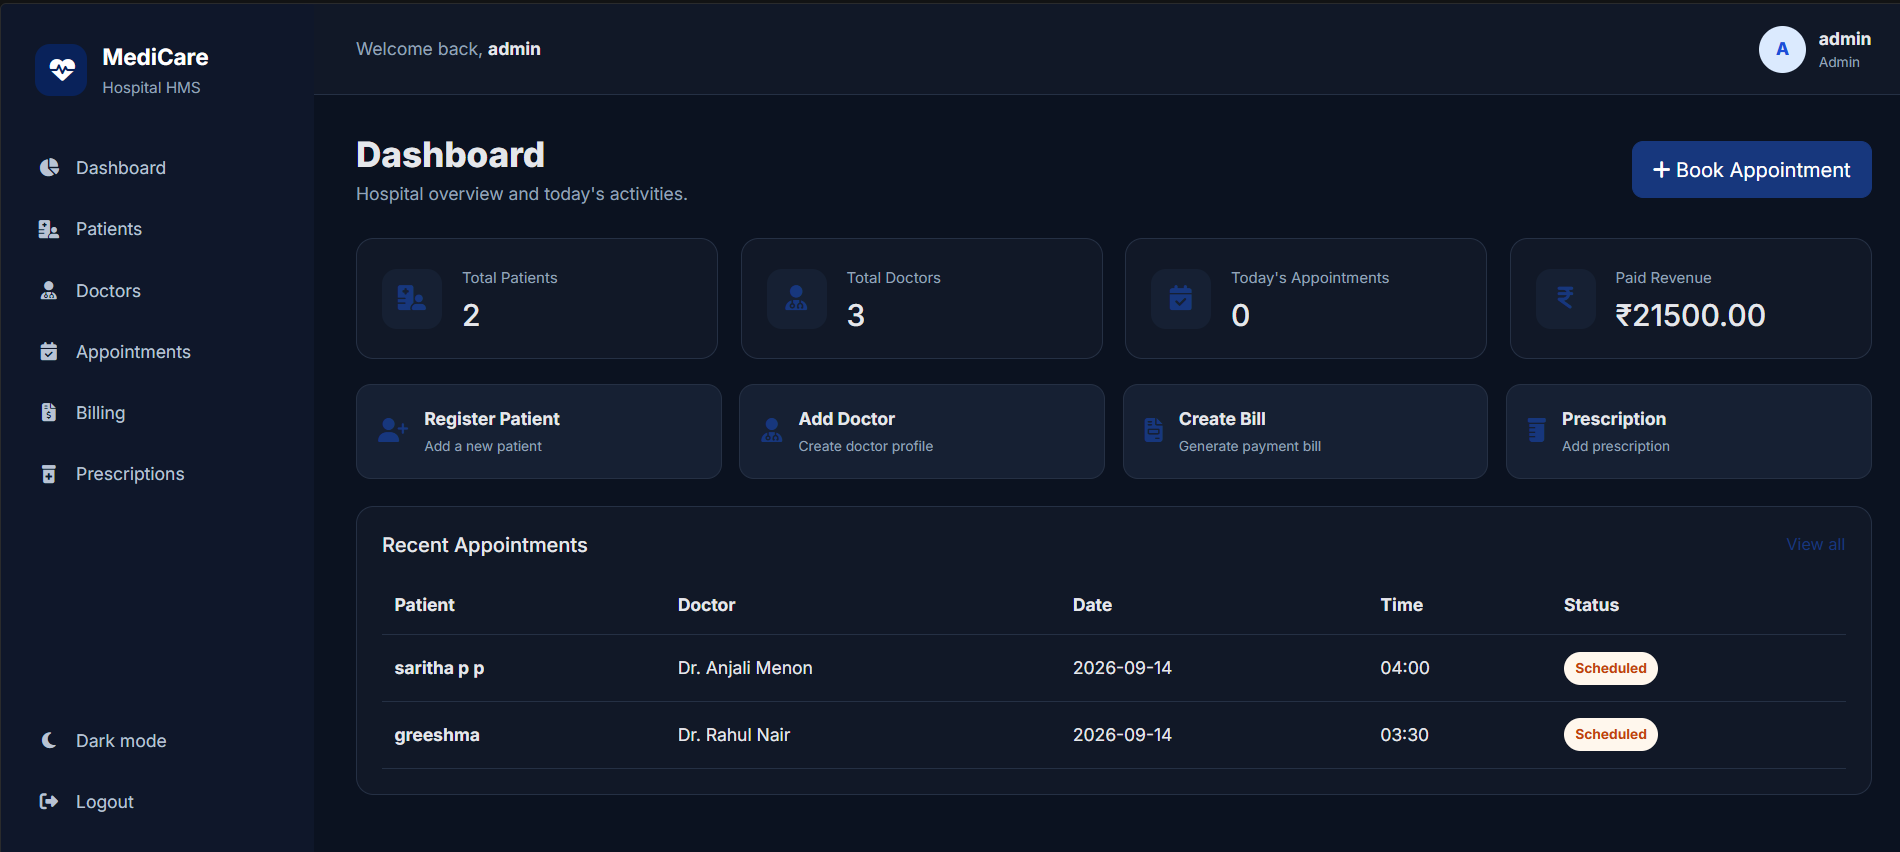 MediCare
Hospital HMS
Dashboard
Patients
Doctors
Appointments
Billing
Prescriptions
Dark mode
Logout
Welcome back, admin
A
admin
Admin
Dashboard
Hospital overview and today's activities.
+ Book Appointment
Total Patients
2
Total Doctors
3
Today's Appointments
0
Paid Revenue
₹21500.00
Register Patient
Add a new patient
Add Doctor
Create doctor profile
Create Bill
Generate payment bill
Prescription
Add prescription
Recent Appointments
View all
Patient Doctor Date Time Status
saritha p p Dr. Anjali Menon 2026-09-14 04:00 Scheduled
greeshma Dr. Rahul Nair 2026-09-14 03:30 Scheduled